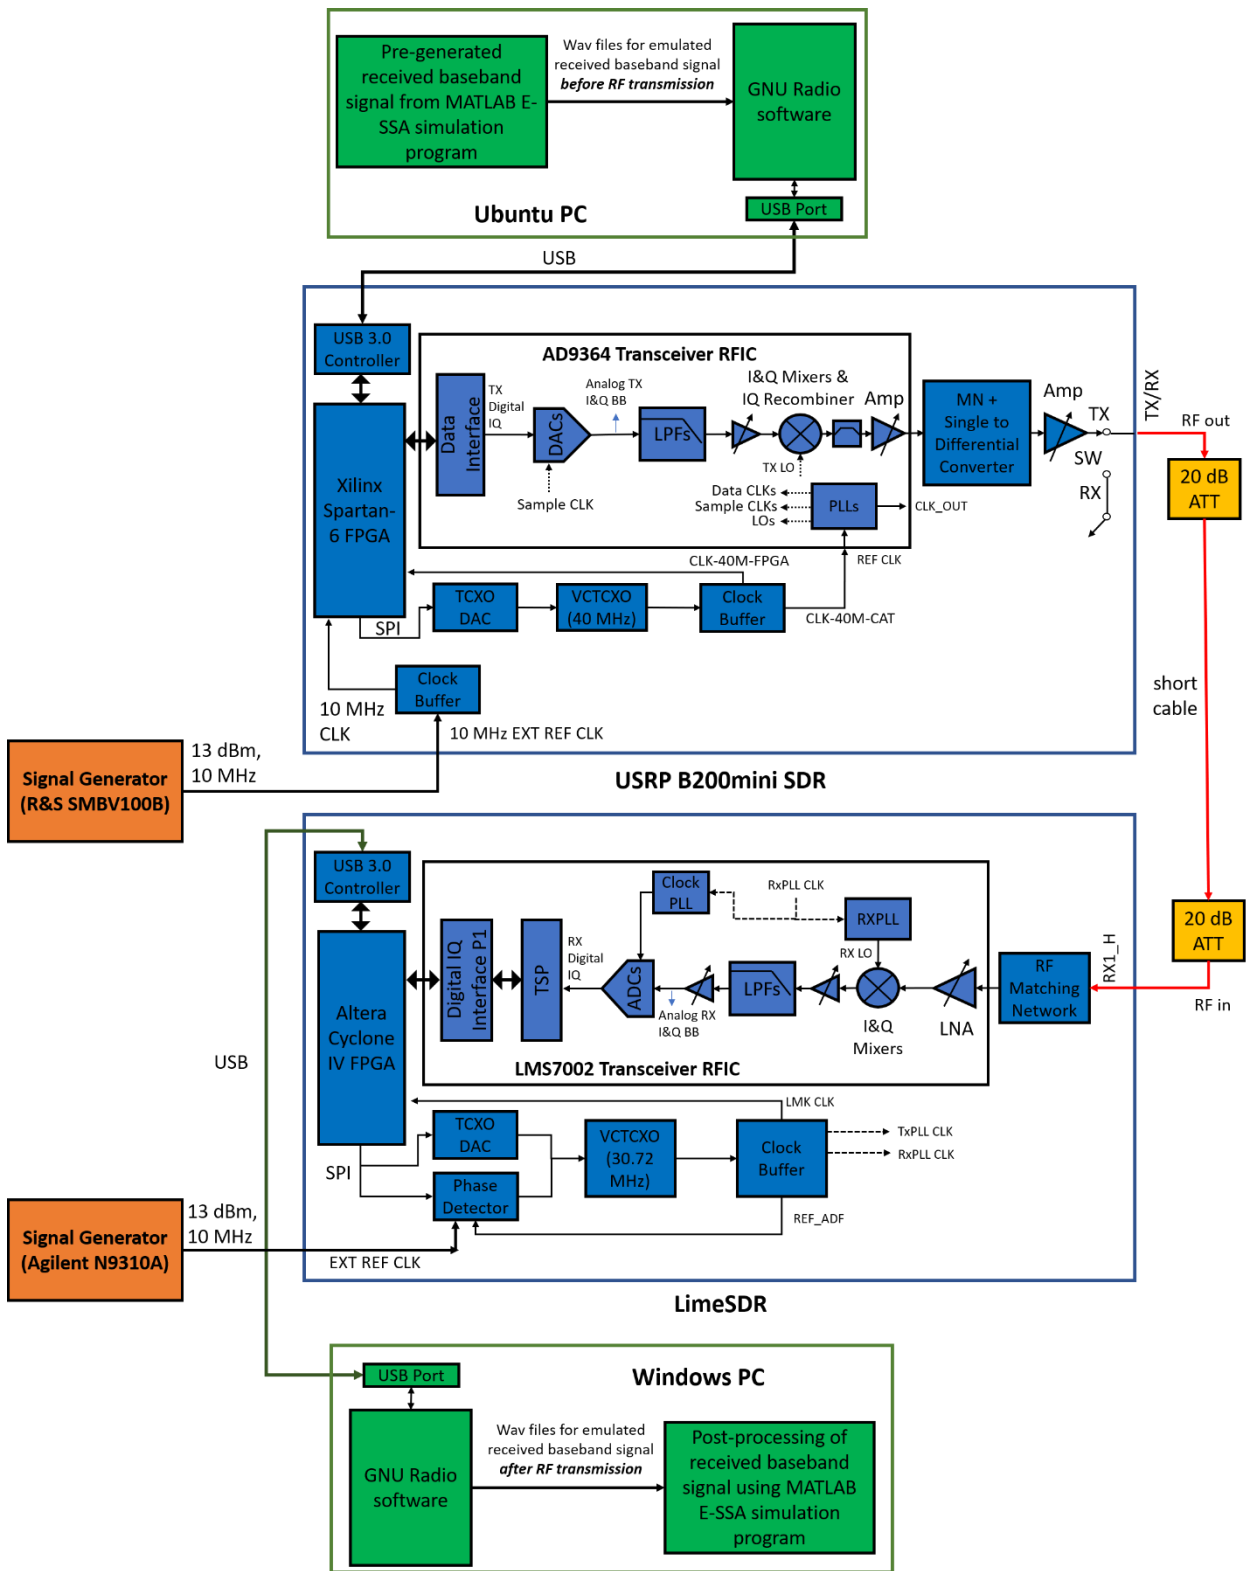 Pre-generated
received baseband
signal from MATLAB E-
SSA simulation
program
Wav files for emulated
received baseband signal
before RF transmission
GNU Radio
software
USB Port
Ubuntu PC
USB
USB 3.0
Controller
AD9364 Transceiver RFIC
Data
Interface
TX
Digital
IQ
DACs
Sample CLK
Analog TX
I&Q BB
LPFs
I&Q Mixers &
IQ Recombiner
TX LO
Amp
MN +
Single to
Differential
Converter
Amp
TX
SW
RX
TX/RX
RF out
20 dB
ATT
Xilinx
Spartan-
6 FPGA
Data CLKs
Sample CLKs
LOs
PLLs
CLK_OUT
CLK-40M-FPGA
REF CLK
SPI
TCXO
DAC
VCTCXO
(40 MHz)
Clock
Buffer
CLK-40M-CAT
Clock
Buffer
10 MHz
CLK
10 MHz EXT REF CLK
short
cable
13 dBm,
10 MHz
Signal Generator
(R&S SMBV100B)
USRP B200mini SDR
USB 3.0
Controller
Clock
PLL
RxPLL CLK
RXPLL
RX LO
20 dB
ATT
RX1_H
RF in
Digital IQ
Interface P1
TSP
RX
Digital
IQ
ADCs
Analog RX
I&Q BB
LPFs
I&Q
Mixers
LNA
RF
Matching
Network
Altera
Cyclone
IV FPGA
LMS7002 Transceiver RFIC
USB
LMK CLK
SPI
TCXO
DAC
Phase
Detector
VCTCXO
(30.72
MHz)
Clock
Buffer
TxPLL CLK
RxPLL CLK
REF_ADF
13 dBm,
10 MHz
Signal Generator
(Agilent N9310A)
EXT REF CLK
LimeSDR
USB Port
Windows PC
GNU Radio
software
Wav files for emulated
received baseband signal
after RF transmission
Post-processing of
received baseband
signal using MATLAB
E-SSA simulation
program